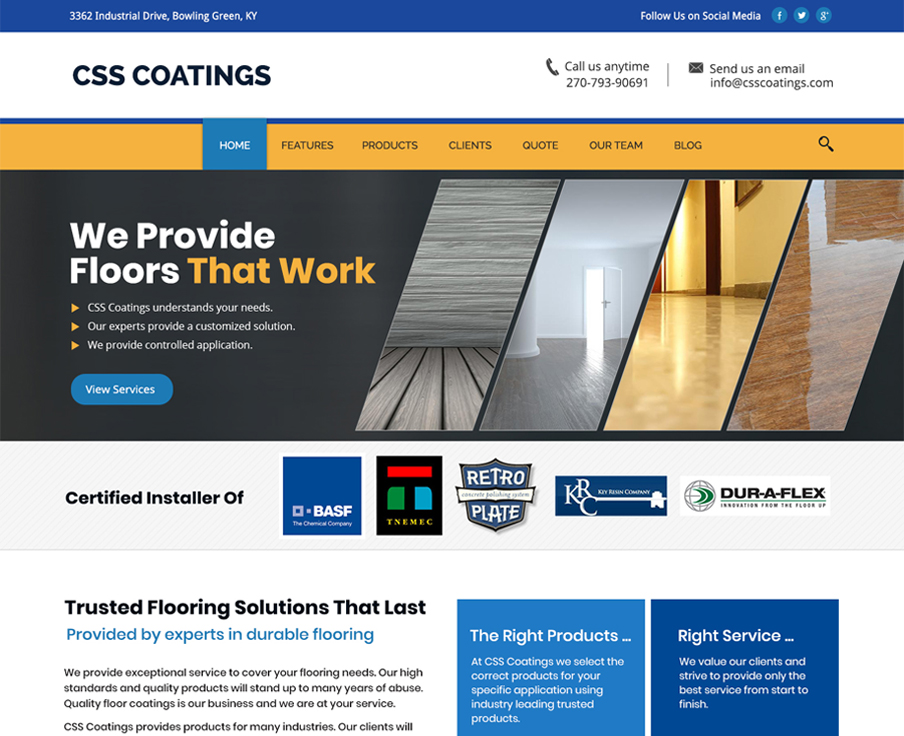 3362 Industrial Drive, Bowling Green, KY
Follow Us on Social Media
CSS COATINGS
Call us anytime
270-793-90691
Send us an email
info@csscoatings.com
HOME FEATURES PRODUCTS CLIENTS QUOTE OUR TEAM BLOG
We Provide
Floors That Work
CSS Coatings understands your needs.
Our experts provide a customized solution.
We provide controlled application.
View Services
Certified Installer Of
BASF
The Chemical Company
TNEMEC
RETRO
concrete polishing system
PLATE
KRC KEY RESIN COMPANY
DUR-A-FLEX
INNOVATION FROM THE FLOOR UP
Trusted Flooring Solutions That Last
Provided by experts in durable flooring
We provide exceptional service to cover your flooring needs. Our high
standards and quality products will stand up to many years of abuse.
Quality floor coatings is our business and we are at your service.
CSS Coatings provides products for many industries. Our clients will
The Right Products ...
At CSS Coatings we select the
correct products for your
specific application using
industry leading trusted
products.
Right Service ...
We value our clients and
strive to provide only the
best service from start to
finish.